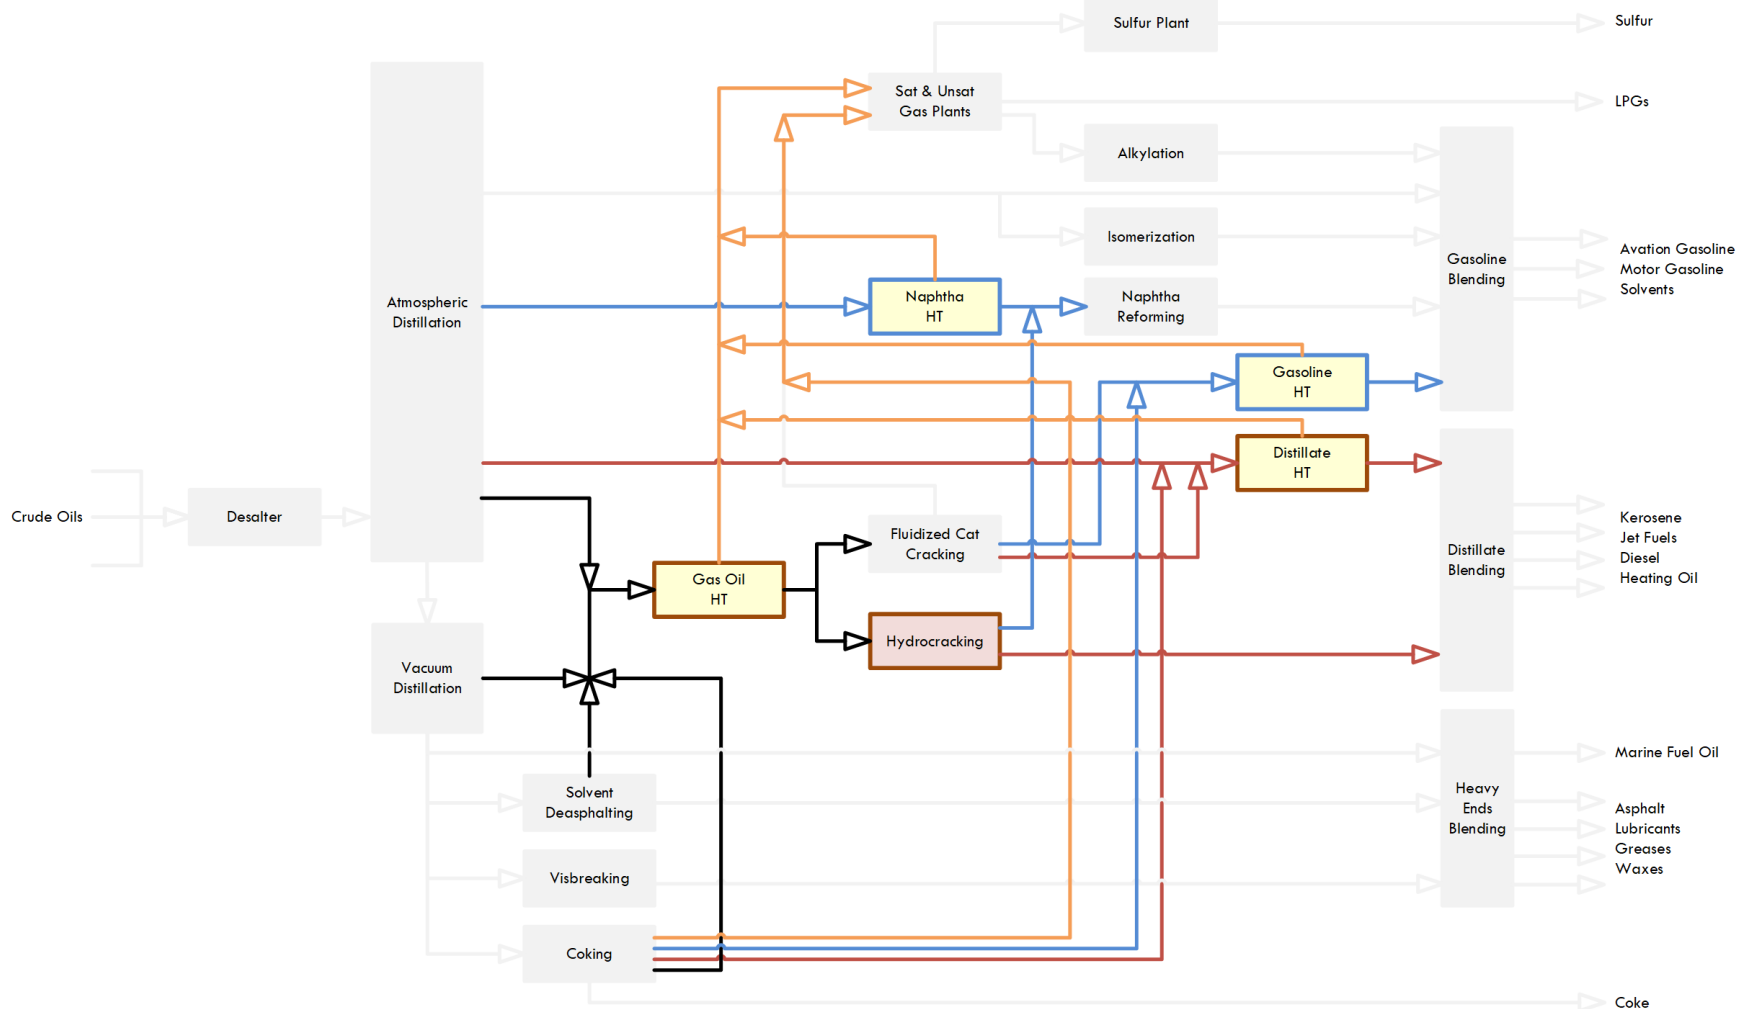 Sulfur Plant
Sulfur
Sat & Unsat
Gas Plants
LPGs
Alkylation
Isomerization
Gasoline
Blending
Avation Gasoline
Motor Gasoline
Solvents
Atmospheric
Distillation
Naphtha
HT
Naphtha
Reforming
Gasoline
HT
Distillate
HT
Crude Oils
Desalter
Fluidized Cat
Cracking
Distillate
Blending
Kerosene
Jet Fuels
Diesel
Heating Oil
Gas Oil
HT
Hydrocracking
Vacuum
Distillation
Marine Fuel Oil
Solvent
Deasphalting
Heavy
Ends
Blending
Asphalt
Lubricants
Greases
Waxes
Visbreaking
Coking
Coke